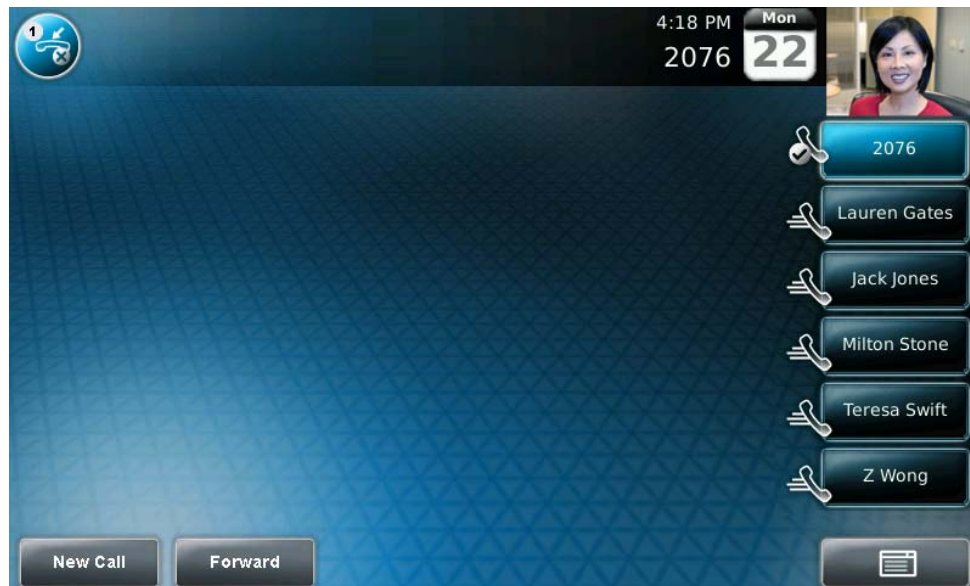 1
4:18 PM
Mon
2076
22
2076
Lauren Gates
Jack Jones
Milton Stone
Teresa Swift
Z Wong
New Call
Forward